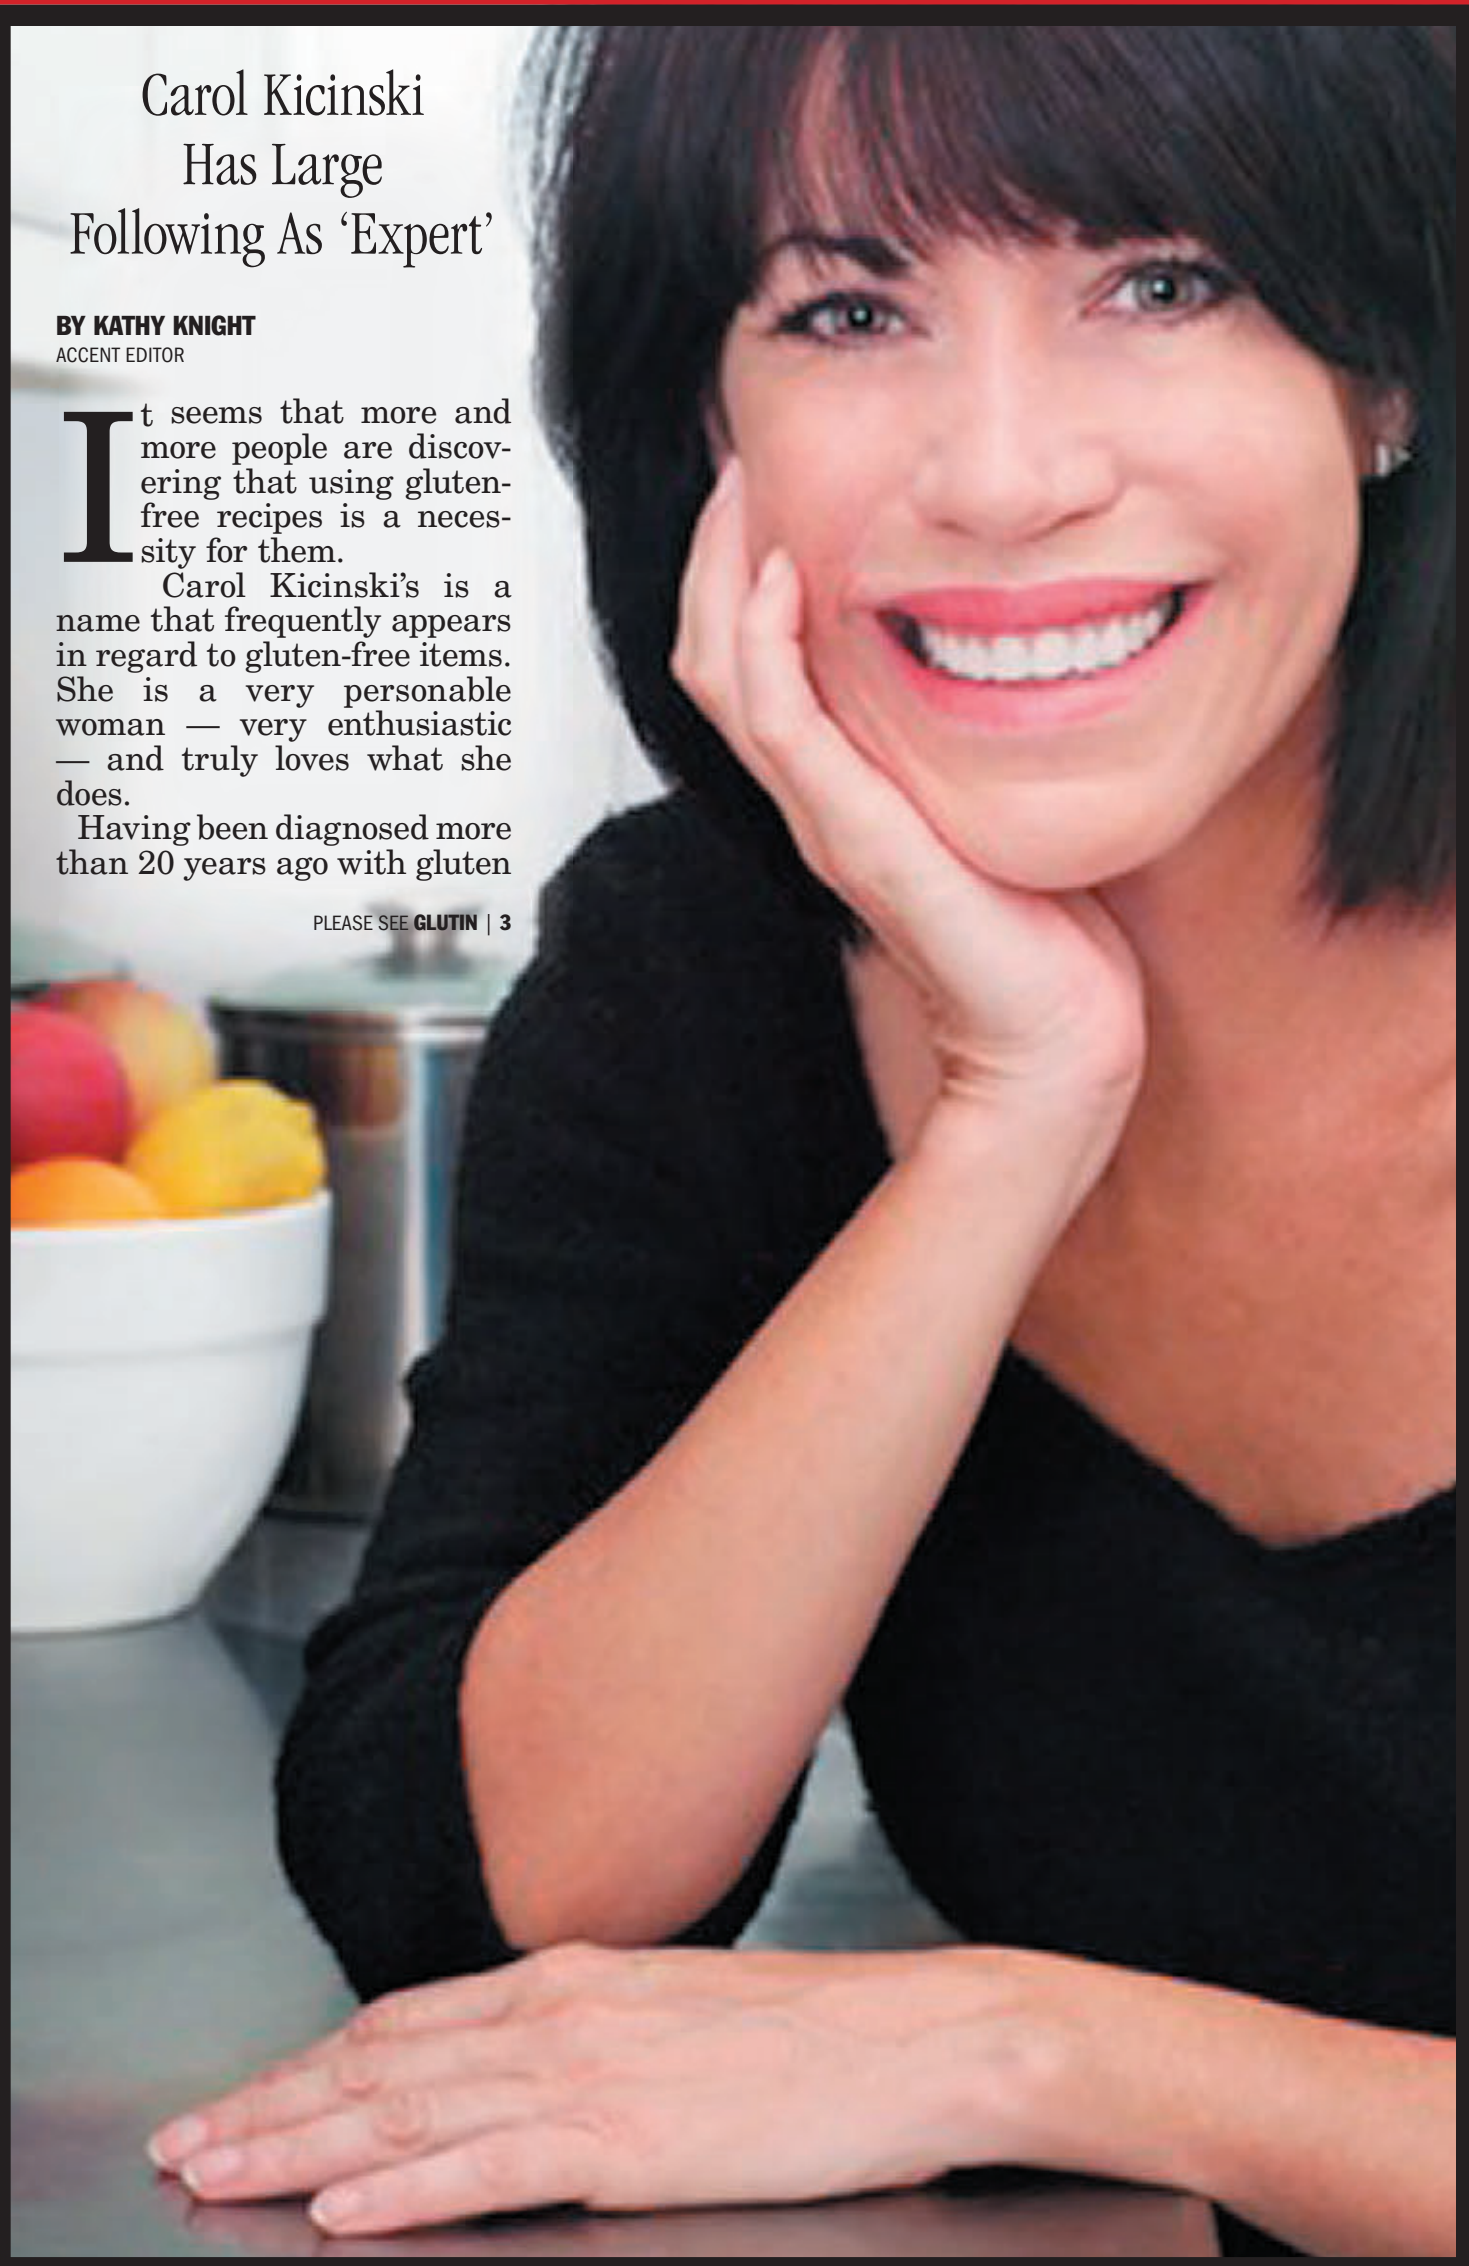 Carol Kicinski
Has Large
Following As ‘Expert’
BY KATHY KNIGHT
ACCENT EDITOR
It seems that more and
more people are discov-
ering that using gluten-
free recipes is a neces-
sity for them.
Carol Kicinski’s is a
name that frequently appears
in regard to gluten-free items.
She is a very personable
woman — very enthusiastic
— and truly loves what she
does.
Having been diagnosed more
than 20 years ago with gluten
PLEASE SEE GLUTIN | 3